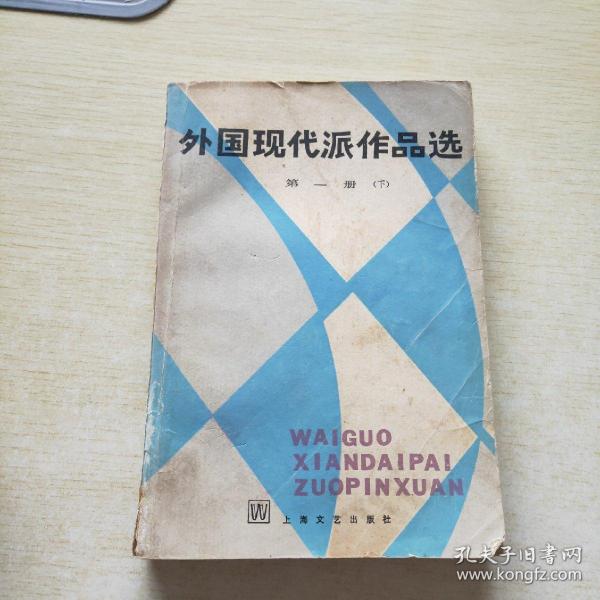 外国现代派作品选
第一册（下）
WAIGUO
XIANDAIPAI
ZUOPINXUAN
上海文艺出版社
孔夫子旧书网
www.kongfz.com